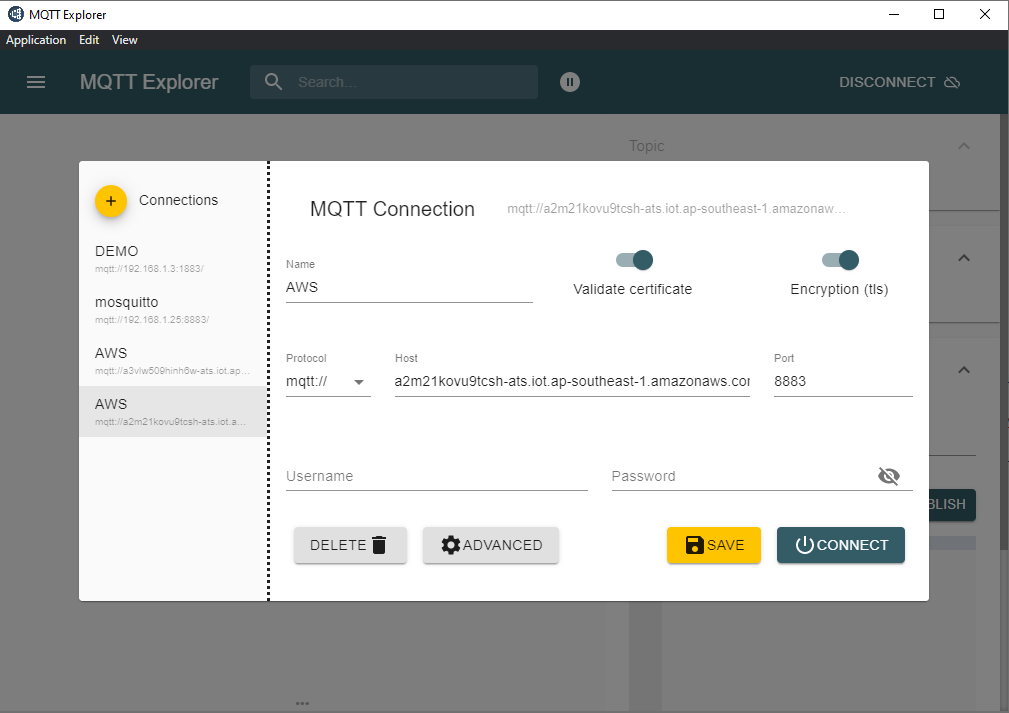 MQTT Explorer
Application Edit View
MQTT Explorer
Search...
DISCONNECT
Topic
Connections
DEMO
mqtt://192.168.1.3:1883/
mosquitto
mqtt://192.168.1.25:8883/
AWS
mqtt://a3vlw509hinh6w-ats.iot.ap...
AWS
mqtt://a2m21kovu9tcsh-ats.iot.a...
MQTT Connection
mqtt://a2m21kovu9tcsh-ats.iot.ap-southeast-1.amazonaw...
Name
AWS
Validate certificate
Encryption (tls)
Protocol
mqtt://
Host
a2m21kovu9tcsh-ats.iot.ap-southeast-1.amazonaws.cor
Port
8883
Username
Password
DELETE
ADVANCED
SAVE
CONNECT
BLISH